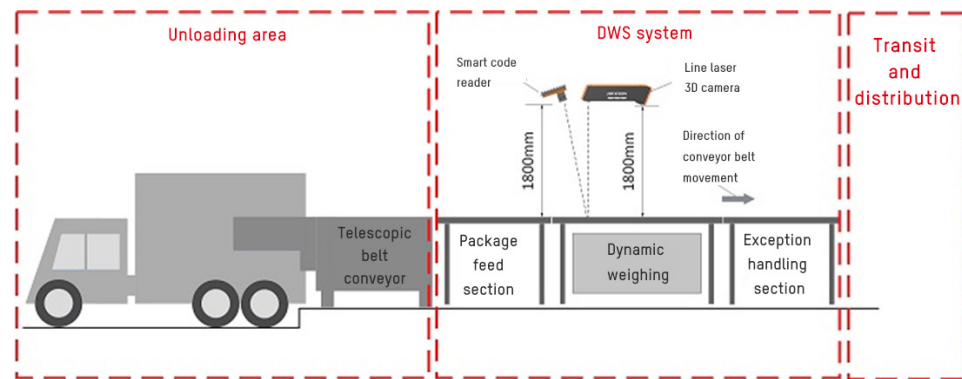 Unloading area
DWS system
Transit
and
distribution
Smart code
reader
Line laser
3D camera
1800mm
1800mm
Direction of
conveyor belt
movement
Telescopic
belt
conveyor
Package
feed
section
Dynamic
weighing
Exception
handling
section